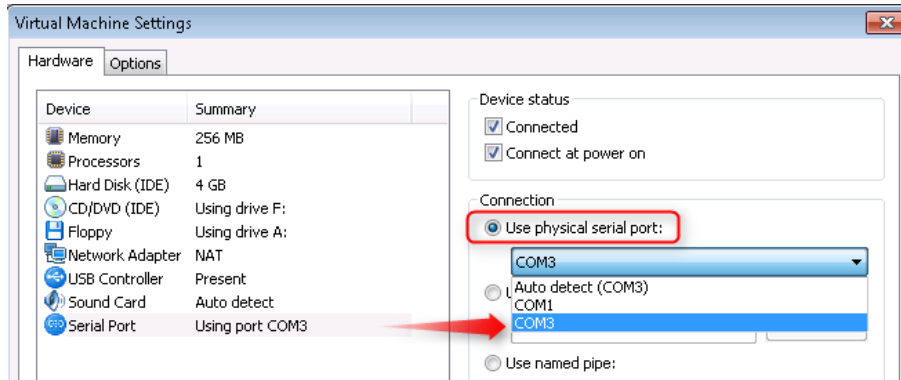 Virtual Machine Settings
Hardware
Options
Device Summary
Memory 256 MB
Processors 1
Hard Disk (IDE) 4 GB
CD/DVD (IDE) Using drive F:
Floppy Using drive A:
Network Adapter NAT
USB Controller Present
Sound Card Auto detect
Serial Port Using port COM3
Device status
Connected
Connect at power on
Connection
Use physical serial port:
COM3
Auto detect (COM3)
COM1
COM3
Use named pipe: